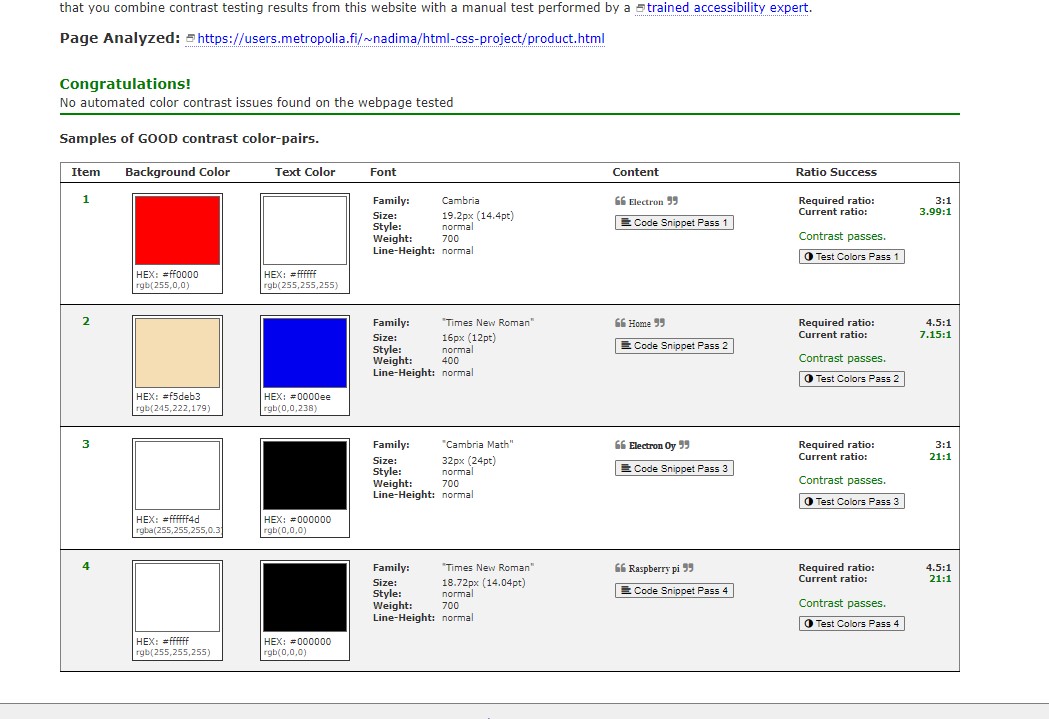 that you combine contrast testing results from this website with a manual test performed by a trained accessibility expert.
Page Analyzed: https://users.metropolia.fi/~nadima/html-css-project/product.html
Congratulations!
No automated color contrast issues found on the webpage tested
Samples of GOOD contrast color-pairs.
Item Background Color Text Color Font Content Ratio Success
1
HEX: #ff0000
rgb(255,0,0)
HEX: #ffffff
rgb(255,255,255)
Family: Cambria
Size: 19.2px (14.4pt)
Style: normal
Weight: 700
Line-Height: normal
Electron
Code Snippet Pass 1
Required ratio: 3:1
Current ratio: 3.99:1
Contrast passes.
Test Colors Pass 1
2
HEX: #f5deb3
rgb(245,222,179)
HEX: #0000ee
rgb(0,0,238)
Family: "Times New Roman"
Size: 16px (12pt)
Style: normal
Weight: 400
Line-Height: normal
Home
Code Snippet Pass 2
Required ratio: 4.5:1
Current ratio: 7.15:1
Contrast passes.
Test Colors Pass 2
3
HEX: #ffffff4d
rgba(255,255,255,0.3
HEX: #000000
rgb(0,0,0)
Family: "Cambria Math"
Size: 32px (24pt)
Style: normal
Weight: 700
Line-Height: normal
Electron Oy
Code Snippet Pass 3
Required ratio: 3:1
Current ratio: 21:1
Contrast passes.
Test Colors Pass 3
4
HEX: #ffffff
rgb(255,255,255)
HEX: #000000
rgb(0,0,0)
Family: "Times New Roman"
Size: 18.72px (14.04pt)
Style: normal
Weight: 700
Line-Height: normal
Raspberry pi
Code Snippet Pass 4
Required ratio: 4.5:1
Current ratio: 21:1
Contrast passes.
Test Colors Pass 4